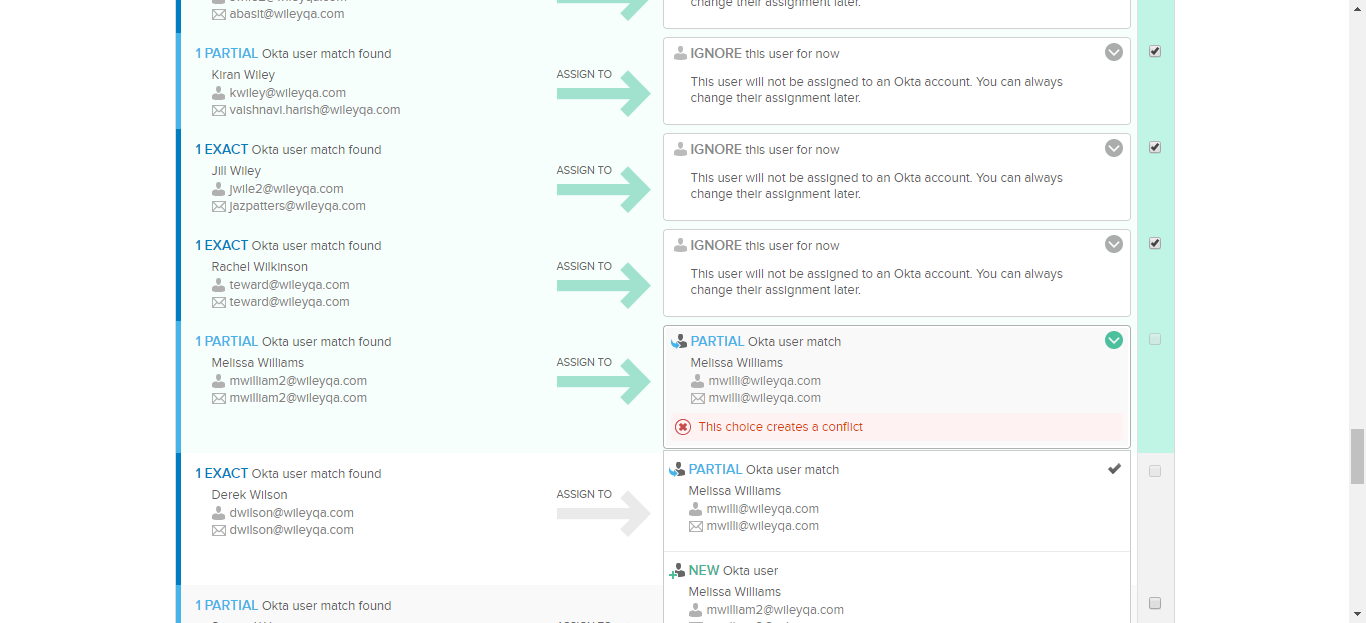 abasit@wileyqa.com
change their assignment later.
1 PARTIAL Okta user match found
Kiran Wiley
kwiley@wileyqa.com
vaishnavi.harish@wileyqa.com
ASSIGN TO
IGNORE this user for now
This user will not be assigned to an Okta account. You can always
change their assignment later.
1 EXACT Okta user match found
Jill Wiley
jwile2@wileyqa.com
jazpatters@wileyqa.com
ASSIGN TO
IGNORE this user for now
This user will not be assigned to an Okta account. You can always
change their assignment later.
1 EXACT Okta user match found
Rachel Wilkinson
teward@wileyqa.com
teward@wileyqa.com
ASSIGN TO
IGNORE this user for now
This user will not be assigned to an Okta account. You can always
change their assignment later.
1 PARTIAL Okta user match found
Melissa Williams
mwilliam2@wileyqa.com
mwilliam2@wileyqa.com
ASSIGN TO
PARTIAL Okta user match
Melissa Williams
mwilli@wileyqa.com
mwilli@wileyqa.com
This choice creates a conflict
1 EXACT Okta user match found
Derek Wilson
dwilson@wileyqa.com
dwilson@wileyqa.com
ASSIGN TO
PARTIAL Okta user match
Melissa Williams
mwilli@wileyqa.com
mwilli@wileyqa.com
NEW Okta user
Melissa Williams
mwilliam2@wileyqa.com
1 PARTIAL Okta user match found